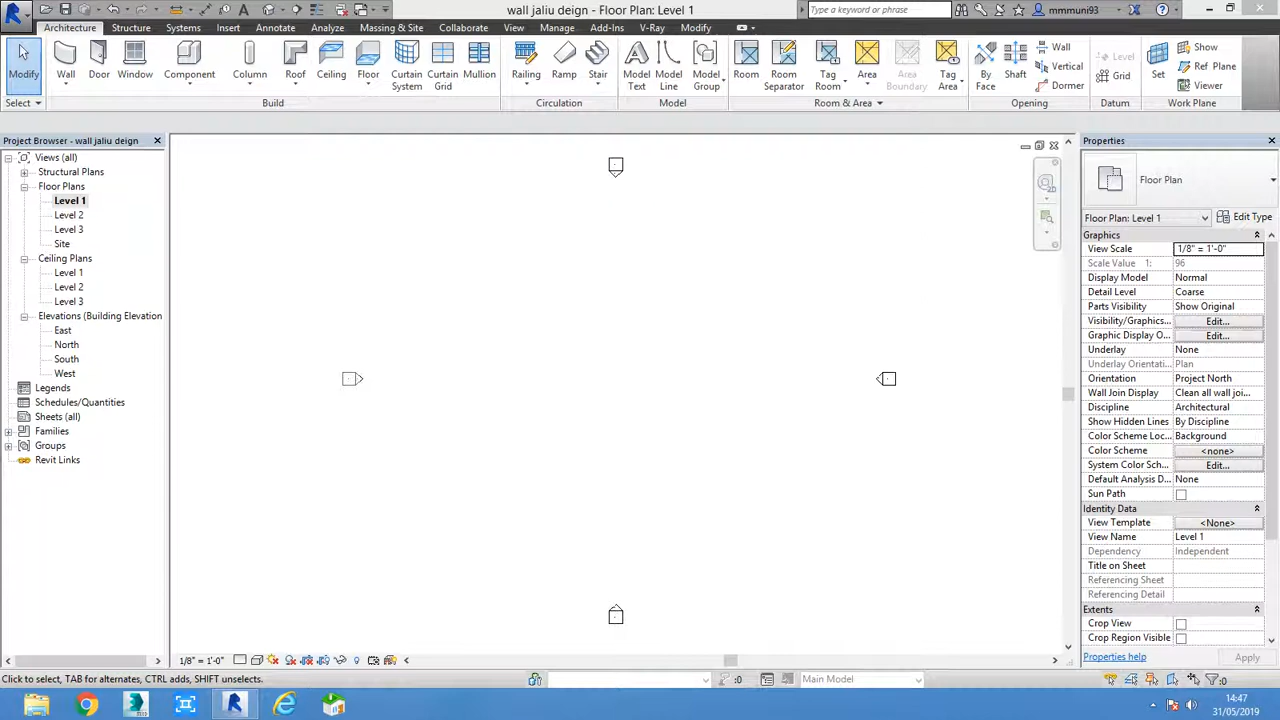 wall jaliu deign - Floor Plan: Level 1
Type a keyword or phrase
mmmuni93
Architecture Structure Systems Insert Annotate Analyze Massing & Site Collaborate View Manage Add-Ins V-Ray Modify
Modify
Wall
Door
Window
Component
Column
Roof
Ceiling
Floor
Curtain System
Curtain Grid
Mullion
Railing
Ramp
Stair
Model Text
Model Line
Model Group
Room
Room Separator
Tag Room
Area
Area Boundary
Tag Area
By Face
Shaft
Wall
Vertical
Dormer
Level
Grid
Set
Show
Ref Plane
Viewer
Select
Build
Circulation
Model
Room & Area
Opening
Datum
Work Plane
Project Browser - wall jaliu deign
Views (all)
Structural Plans
Floor Plans
Level 1
Level 2
Level 3
Site
Ceiling Plans
Level 1
Level 2
Level 3
Elevations (Building Elevation
East
North
South
West
Legends
Schedules/Quantities
Sheets (all)
Families
Groups
Revit Links
2D
Properties
Floor Plan
Floor Plan: Level 1
Edit Type
Graphics
View Scale 1/8" = 1'-0"
Scale Value 1: 96
Display Model Normal
Detail Level Coarse
Parts Visibility Show Original
Visibility/Graphics... Edit...
Graphic Display O... Edit...
Underlay None
Underlay Orientati... Plan
Orientation Project North
Wall Join Display Clean all wall joi...
Discipline Architectural
Show Hidden Lines By Discipline
Color Scheme Loc... Background
Color Scheme <none>
System Color Sch... Edit...
Default Analysis D... None
Sun Path
Identity Data
View Template <None>
View Name Level 1
Dependency Independent
Title on Sheet
Referencing Sheet
Referencing Detail
Extents
Crop View
Crop Region Visible
Properties help
Apply
1/8" = 1'-0"
Click to select, TAB for alternates, CTRL adds, SHIFT unselects.
:0
Main Model
:0
14:47
31/05/2019